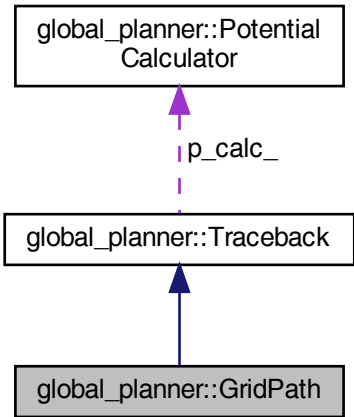 global_planner::Potential
Calculator
p_calc_
global_planner::Traceback
global_planner::GridPath